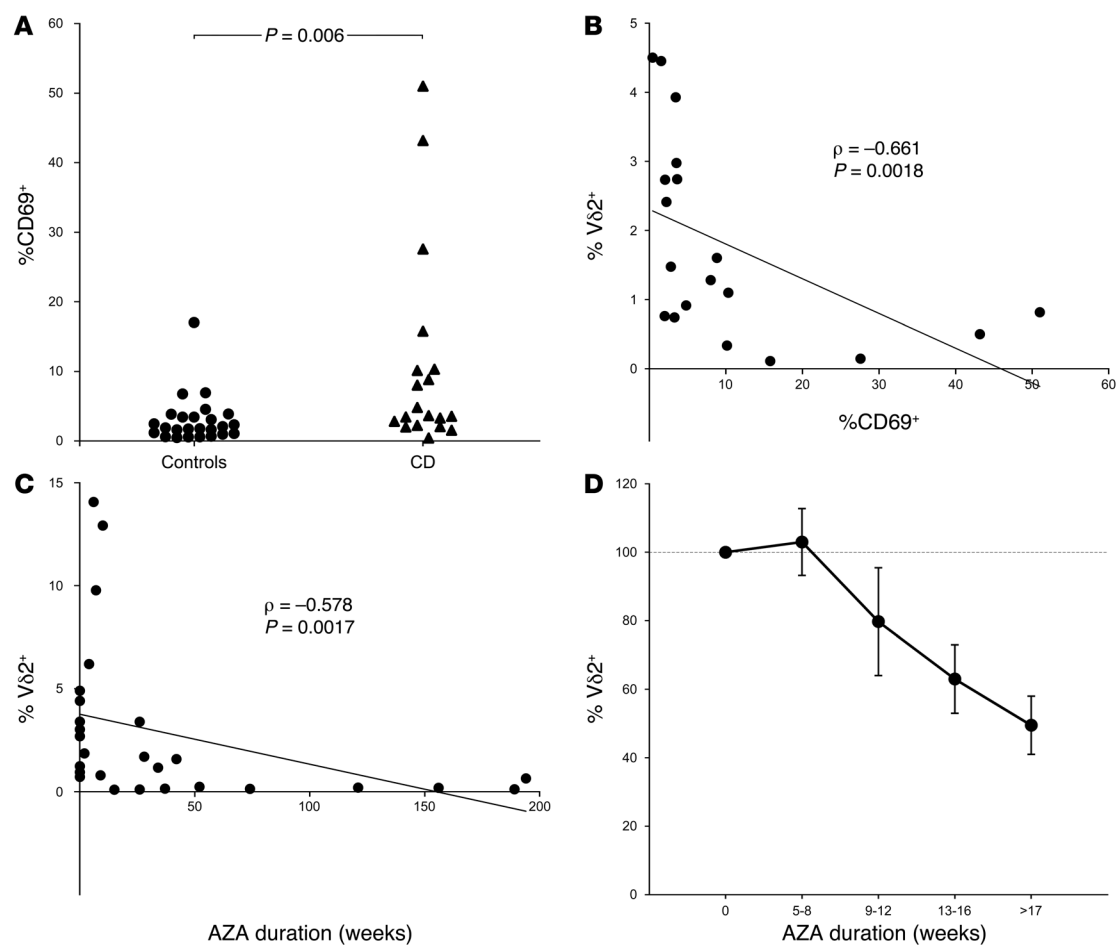 A
60
50
40
30
20
10
0
%CD69⁺
P = 0.006
Controls
CD
B
5
4
3
2
1
0
% Vδ2⁺
ρ = –0.661
P = 0.0018
10
20
30
40
50
60
%CD69⁺
C
15
10
5
0
% Vδ2⁺
ρ = –0.578
P = 0.0017
50
100
150
200
AZA duration (weeks)
D
120
100
80
60
40
20
0
% Vδ2⁺
0
5-8
9-12
13-16
>17
AZA duration (weeks)